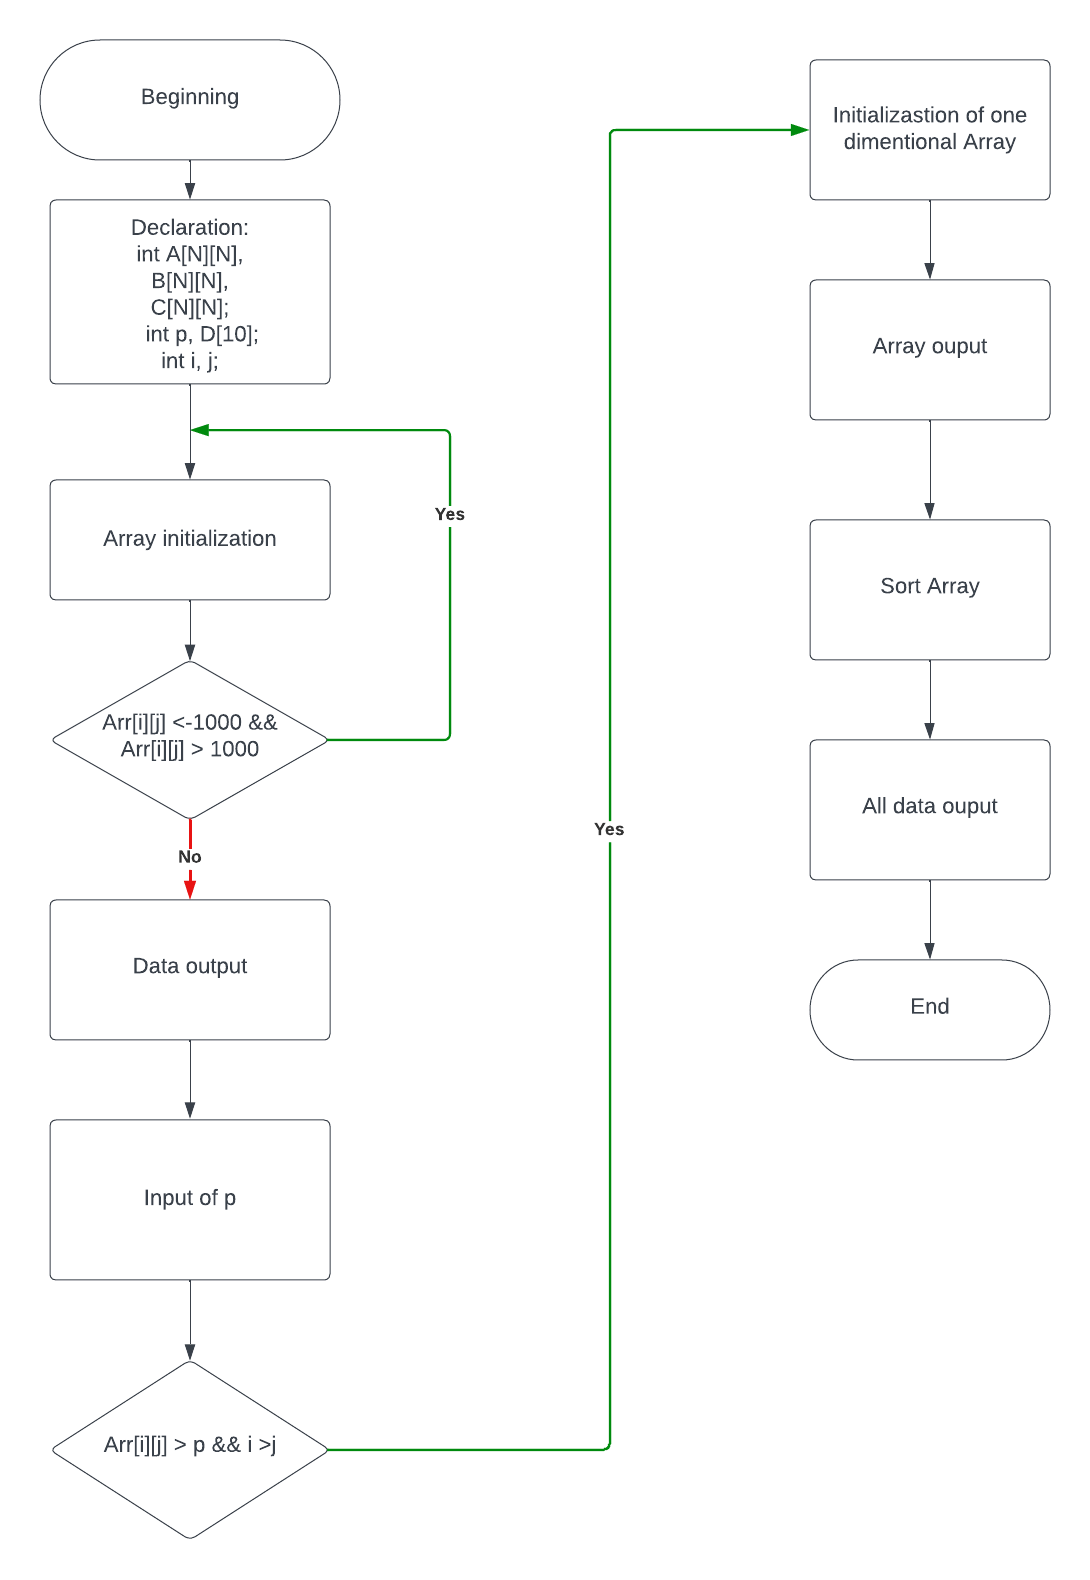 Beginning
Declaration:
int A[N][N],
B[N][N],
C[N][N];
int p, D[10];
int i, j;
Array initialization
Yes
Arr[i][j] <-1000 &&
Arr[i][j] > 1000
No
Data output
Input of p
Arr[i][j] > p && i >j
Yes
Initializastion of one
dimentional Array
Array ouput
Sort Array
All data ouput
End